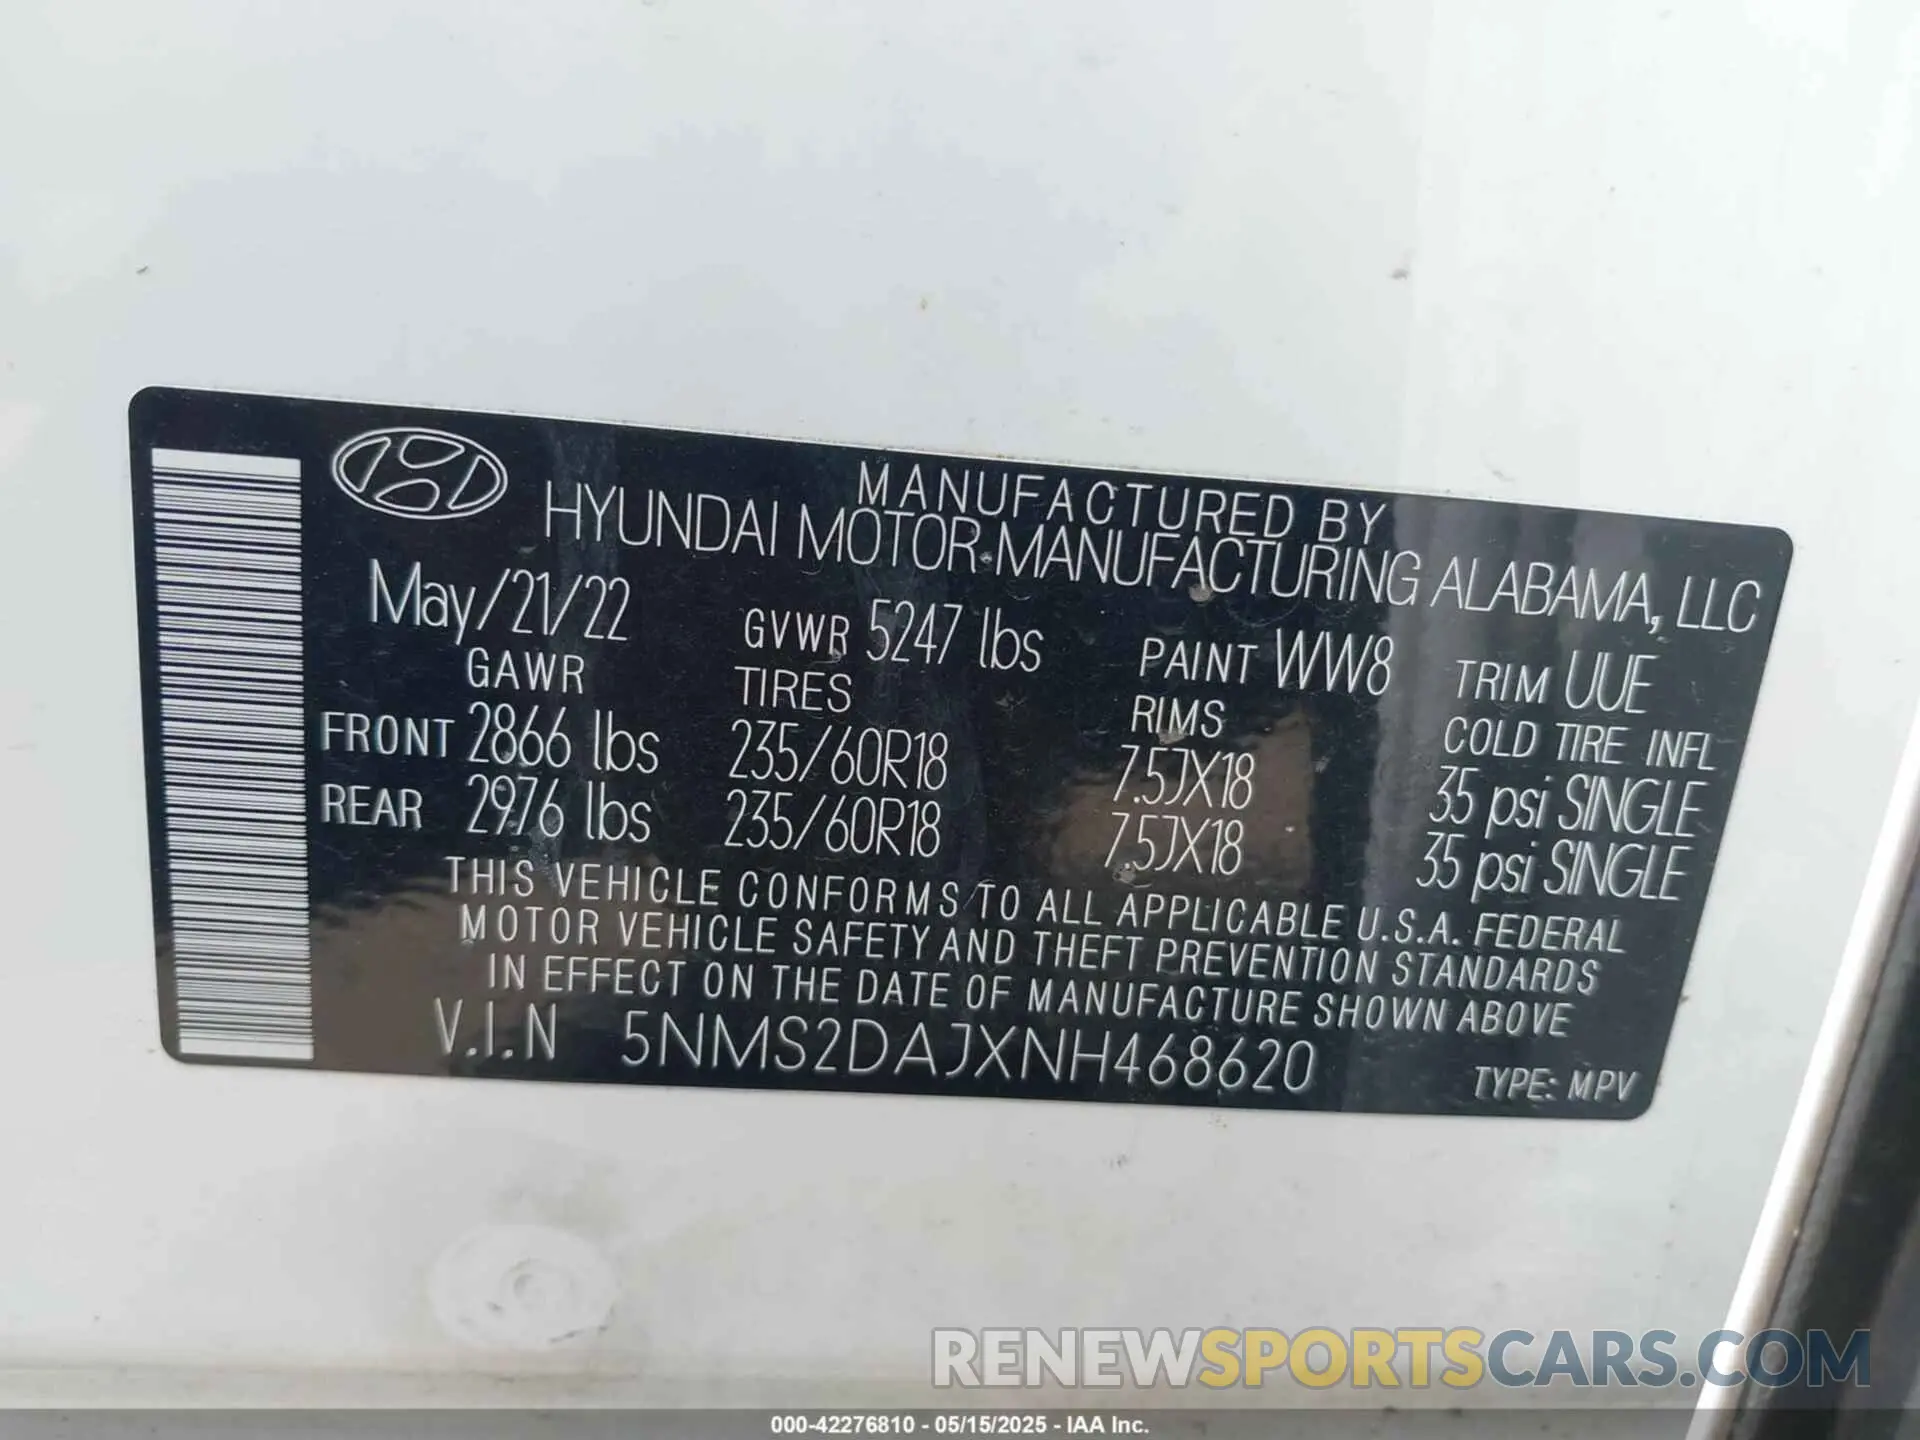 MANUFACTURED BY
HYUNDAI MOTOR MANUFACTURING ALABAMA, LLC
May/21/22 GVWR 5247 lbs PAINT WW8 TRIM UUE
GAWR TIRES RIMS COLD TIRE INFL
FRONT 2866 lbs 235/60R18 7.5JX18 35 psi SINGLE
REAR 2976 lbs 235/60R18 7.5JX18 35 psi SINGLE
THIS VEHICLE CONFORMS TO ALL APPLICABLE U.S.A. FEDERAL
MOTOR VEHICLE SAFETY AND THEFT PREVENTION STANDARDS
IN EFFECT ON THE DATE OF MANUFACTURE SHOWN ABOVE
V.I.N 5NMS2DAJXNH468620 TYPE: MPV
RENEWSPORTSCARS.COM
000-42276810 - 05/15/2025 - IAA Inc.